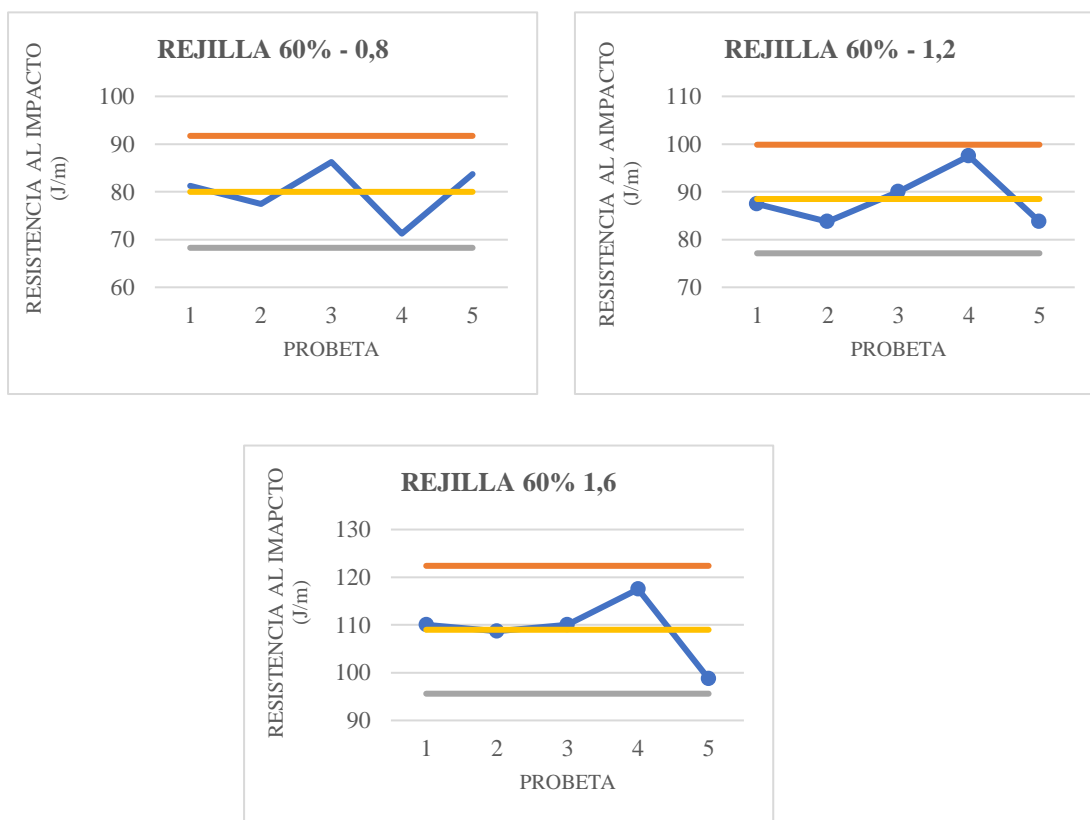 REJILLA 60% - 0,8
RESISTENCIA AL IMPACTO
(J/m)
100
90
80
70
60
1 2 3 4 5
PROBETA
REJILLA 60% - 1,2
RESISTENCIA AL AIMPACTO
(J/m)
110
100
90
80
70
1 2 3 4 5
PROBETA
REJILLA 60% 1,6
RESISTENCIA AL IMAPCTO
(J/m)
130
120
110
100
90
1 2 3 4 5
PROBETA